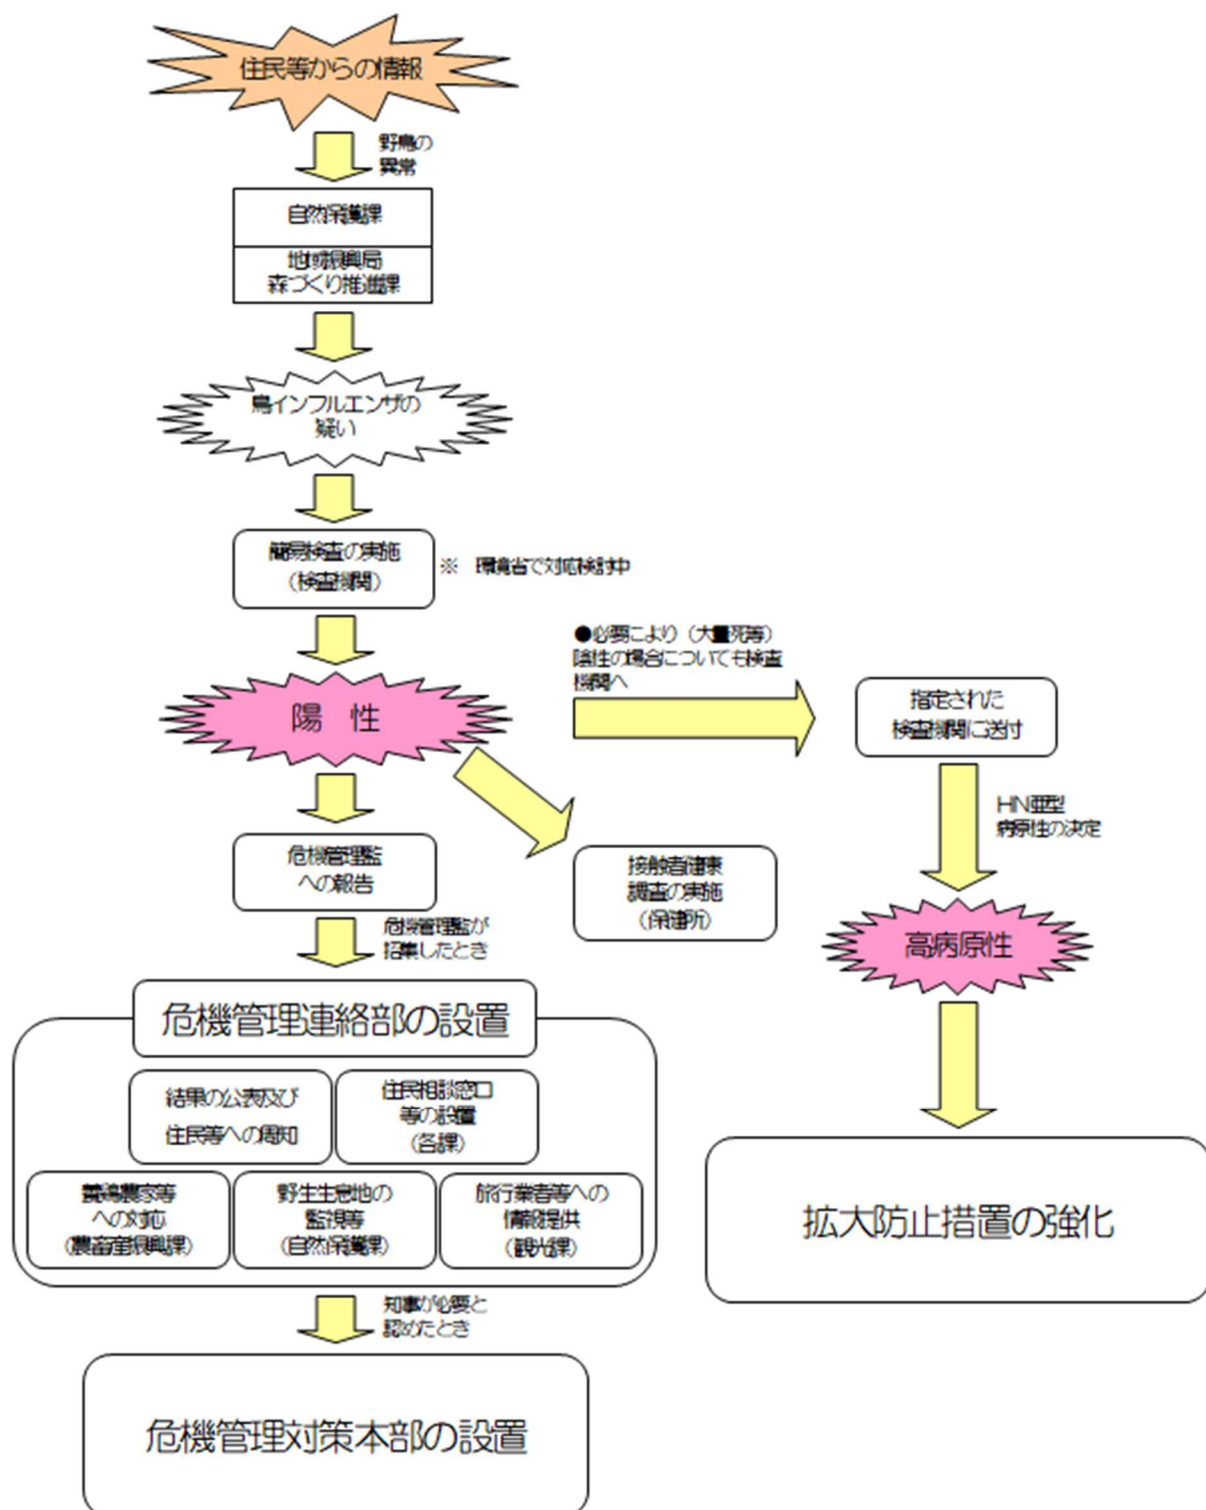 住民等からの情報
野鳥の
異常
自然保護課
地域振興局
森づくり推進課
鳥インフルエンザの
疑い
簡易検査の実施
（検査機関）
※　環境省で対応検討中
●必要により（大量死等）
陰性の場合についても検査
機関へ
陽　性
指定された
検査機関に送付
HN亜型
病原性の決定
危機管理監
への報告
接触者健康
調査の実施
（保健所）
高病原性
危機管理監が
招集したとき
危機管理連絡部の設置
結果の公表及び
住民等への周知
住民相談窓口
等の設置
（各課）
養鶏農家等
への対応
（農畜産振興課）
野生生息地の
監視等
（自然保護課）
旅行業者等への
情報提供
（観光課）
拡大防止措置の強化
知事が必要と
認めたとき
危機管理対策本部の設置